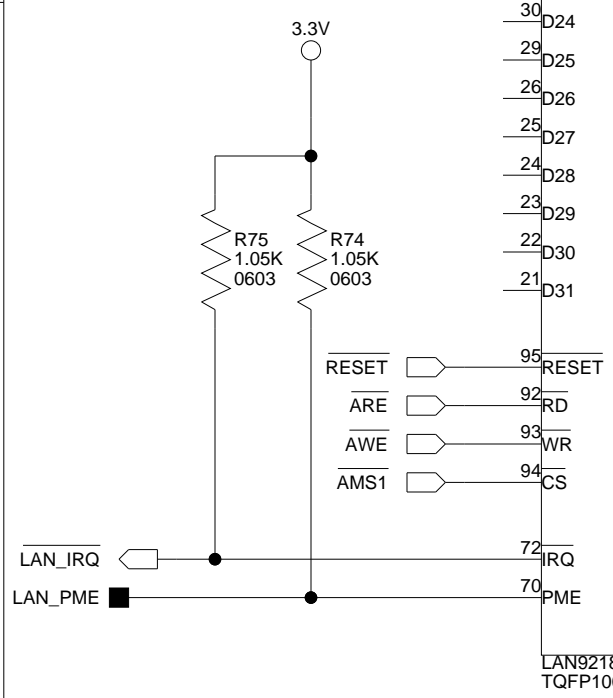 3.3V
30 D24
29 D25
26 D26
25 D27
24 D28
23 D29
22 D30
21 D31
R75
1.05K
0603
R74
1.05K
0603
RESET 95 RESET
ARE 92 RD
AWE 93 WR
AMS1 94 CS
LAN_IRQ 72 IRQ
LAN_PME 70 PME
LAN9218
TQFP10